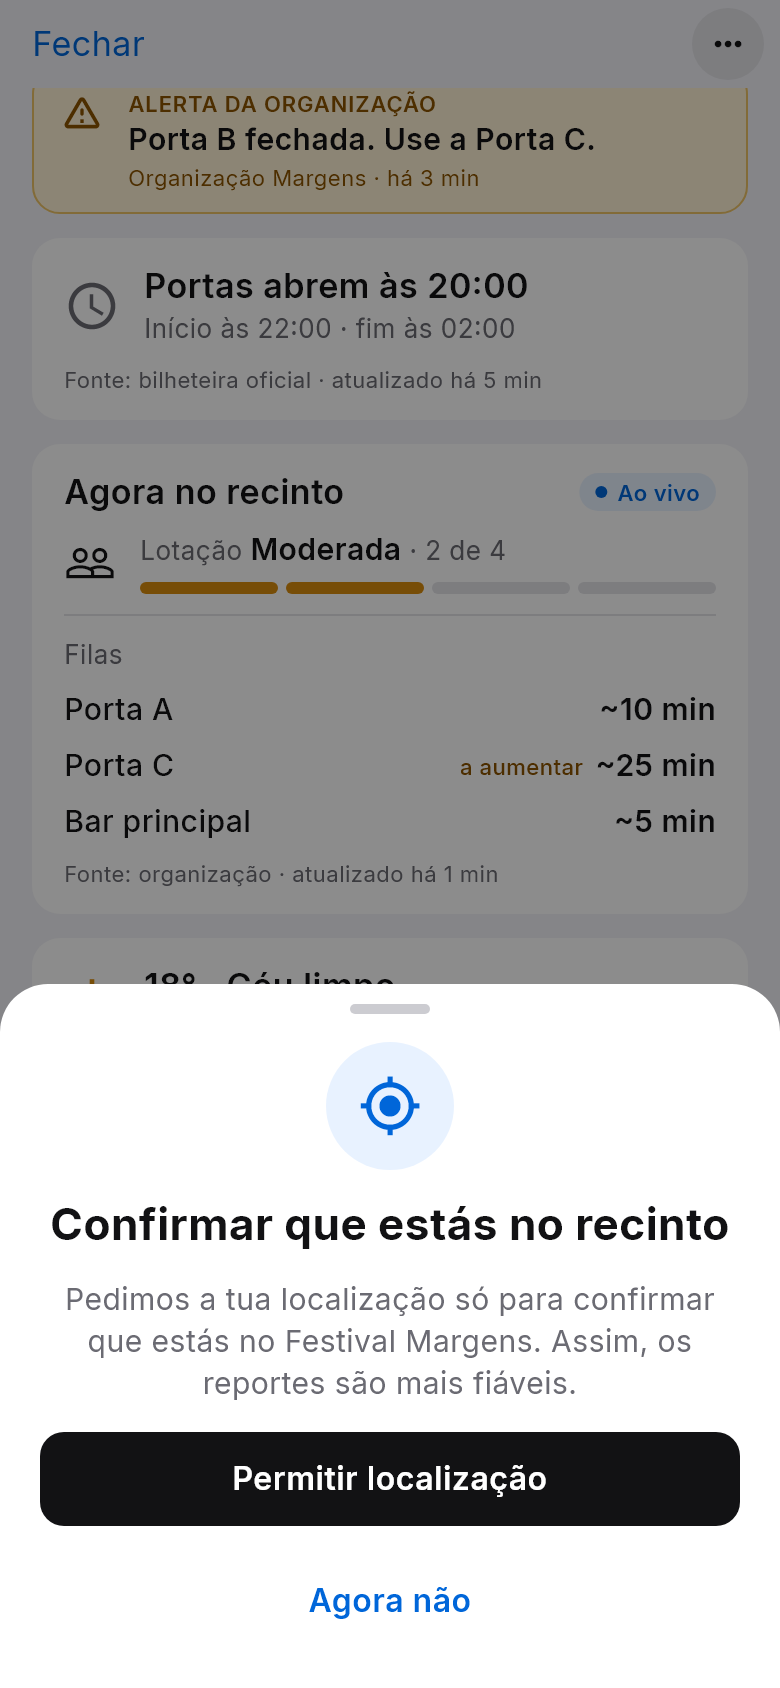 Fechar
ALERTA DA ORGANIZAÇÃO
Porta B fechada. Use a Porta C.
Organização Margens · há 3 min
Portas abrem às 20:00
Início às 22:00 · fim às 02:00
Fonte: bilheteira oficial · atualizado há 5 min
Agora no recinto
Ao vivo
Lotação Moderada · 2 de 4
Filas
Porta A ~10 min
Porta C a aumentar ~25 min
Bar principal ~5 min
Fonte: organização · atualizado há 1 min
18° · Céu limpo
Confirmar que estás no recinto
Pedimos a tua localização só para confirmar
que estás no Festival Margens. Assim, os
reportes são mais fiáveis.
Permitir localização
Agora não